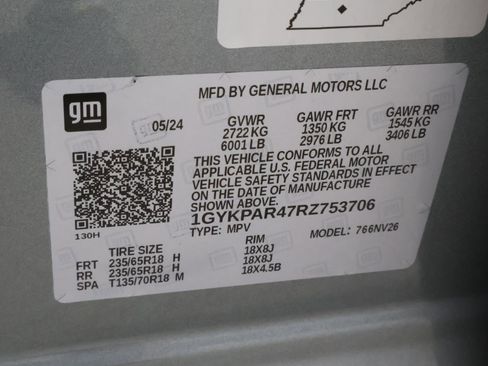 gm
MFD BY GENERAL MOTORS LLC
05/24 GVWR GAWR FRT GAWR RR
2722 KG 1350 KG 1545 KG
6001 LB 2976 LB 3406 LB
THIS VEHICLE CONFORMS TO ALL
APPLICABLE U.S. FEDERAL MOTOR
VEHICLE SAFETY STANDARDS IN EFFECT
ON THE DATE OF MANUFACTURE
SHOWN ABOVE.
1GYKPAR47RZ753706
130H TYPE: MPV MODEL: 766NV26
TIRE SIZE RIM
FRT 235/65R18 H 18X8J
RR 235/65R18 H 18X8J
SPA T135/70R18 M 18X4.5B